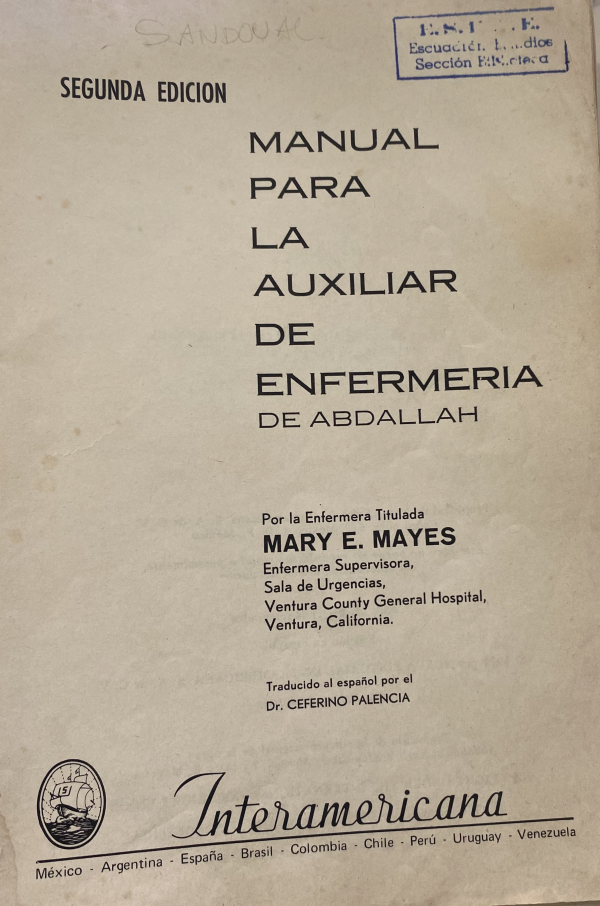 SANDOVAL
Sección
SEGUNDA EDICION
MANUAL
PARA
LA
AUXILIAR
DE
ENFERMERIA
DE ABDALLAH
Por la Enfermera Titulada
MARY E. MAYES
Enfermera Supervisora,
Sala de Urgencias,
Ventura County General Hospital,
Ventura, California.
Traducido al español por el
Dr. CEFERINO PALENCIA
Interamericana
México - Argentina - España - Brasil - Colombia - Chile - Perú - Uruguay - Venezuela